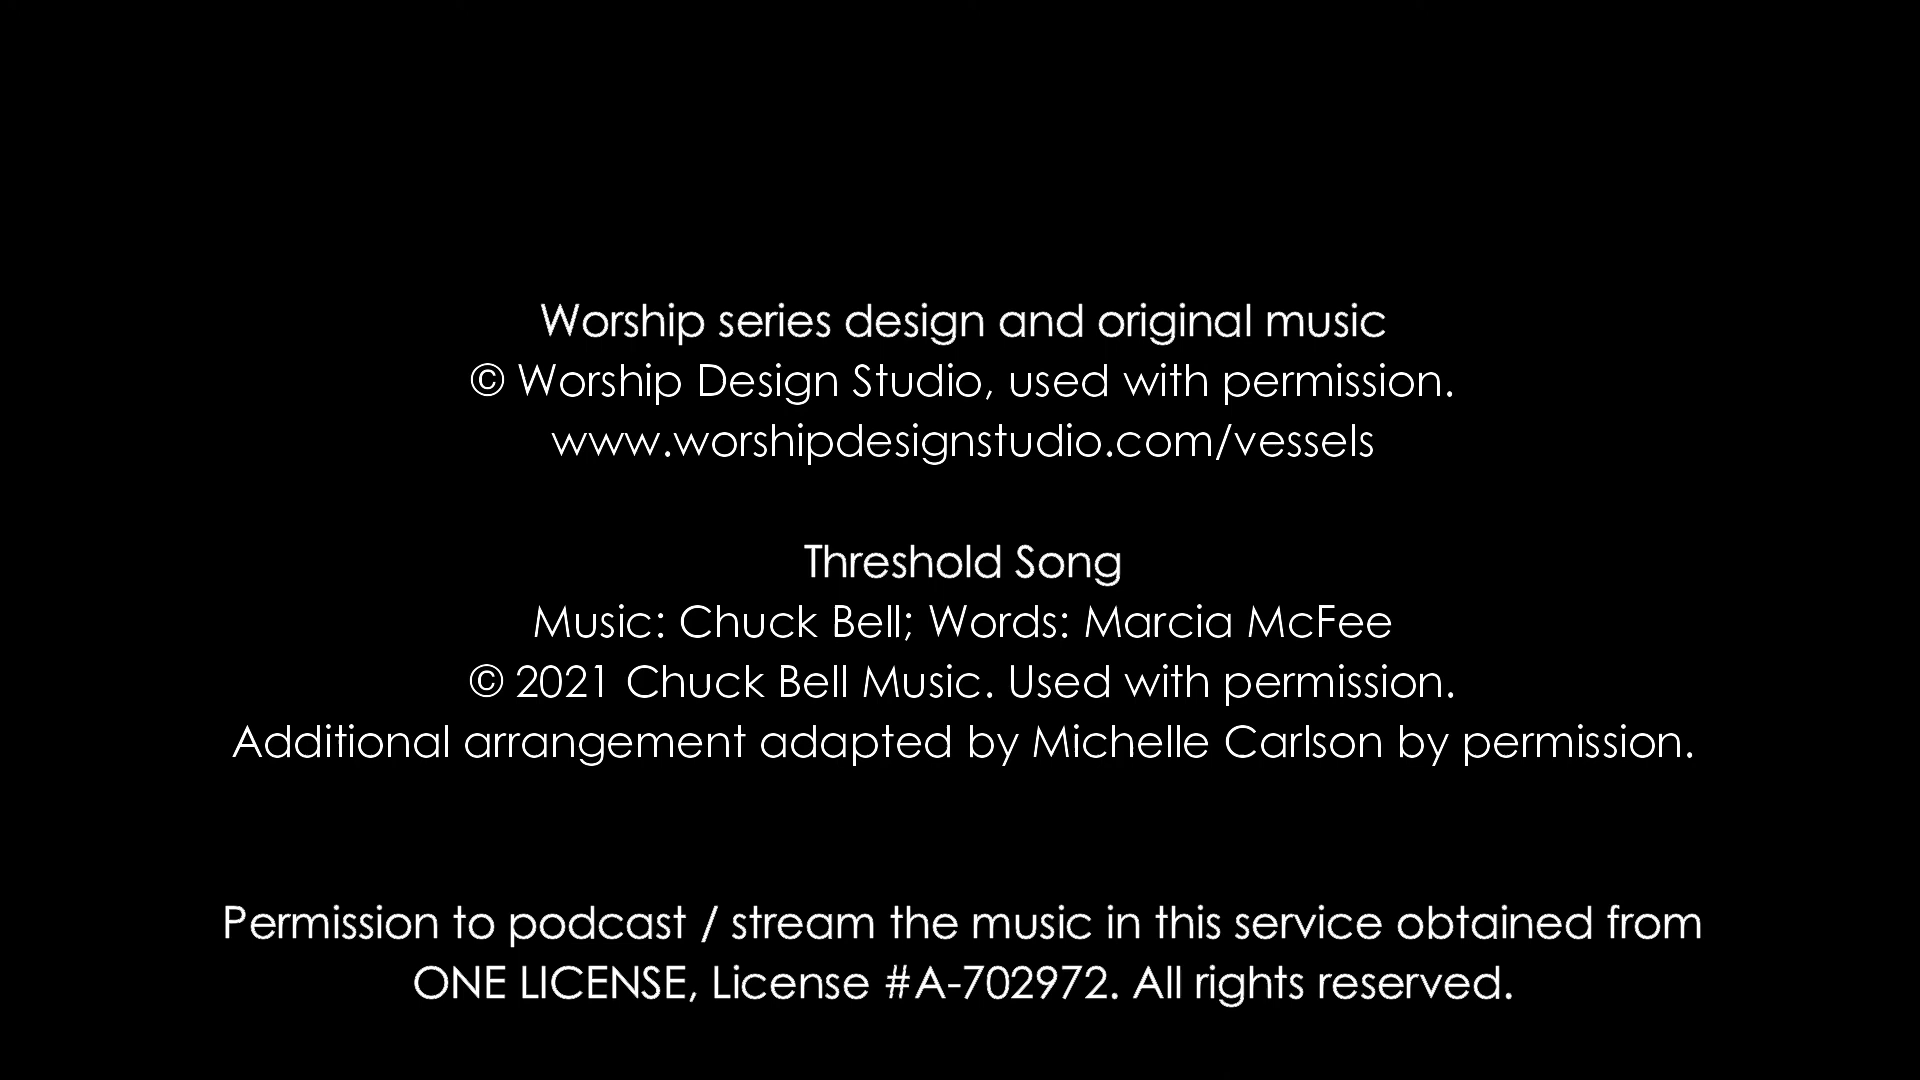 Worship series design and original music
© Worship Design Studio, used with permission.
www.worshipdesignstudio.com/vessels
Threshold Song
Music: Chuck Bell; Words: Marcia McFee
© 2021 Chuck Bell Music. Used with permission.
Additional arrangement adapted by Michelle Carlson by permission.
Permission to podcast / stream the music in this service obtained from
ONE LICENSE, License #A-702972. All rights reserved.